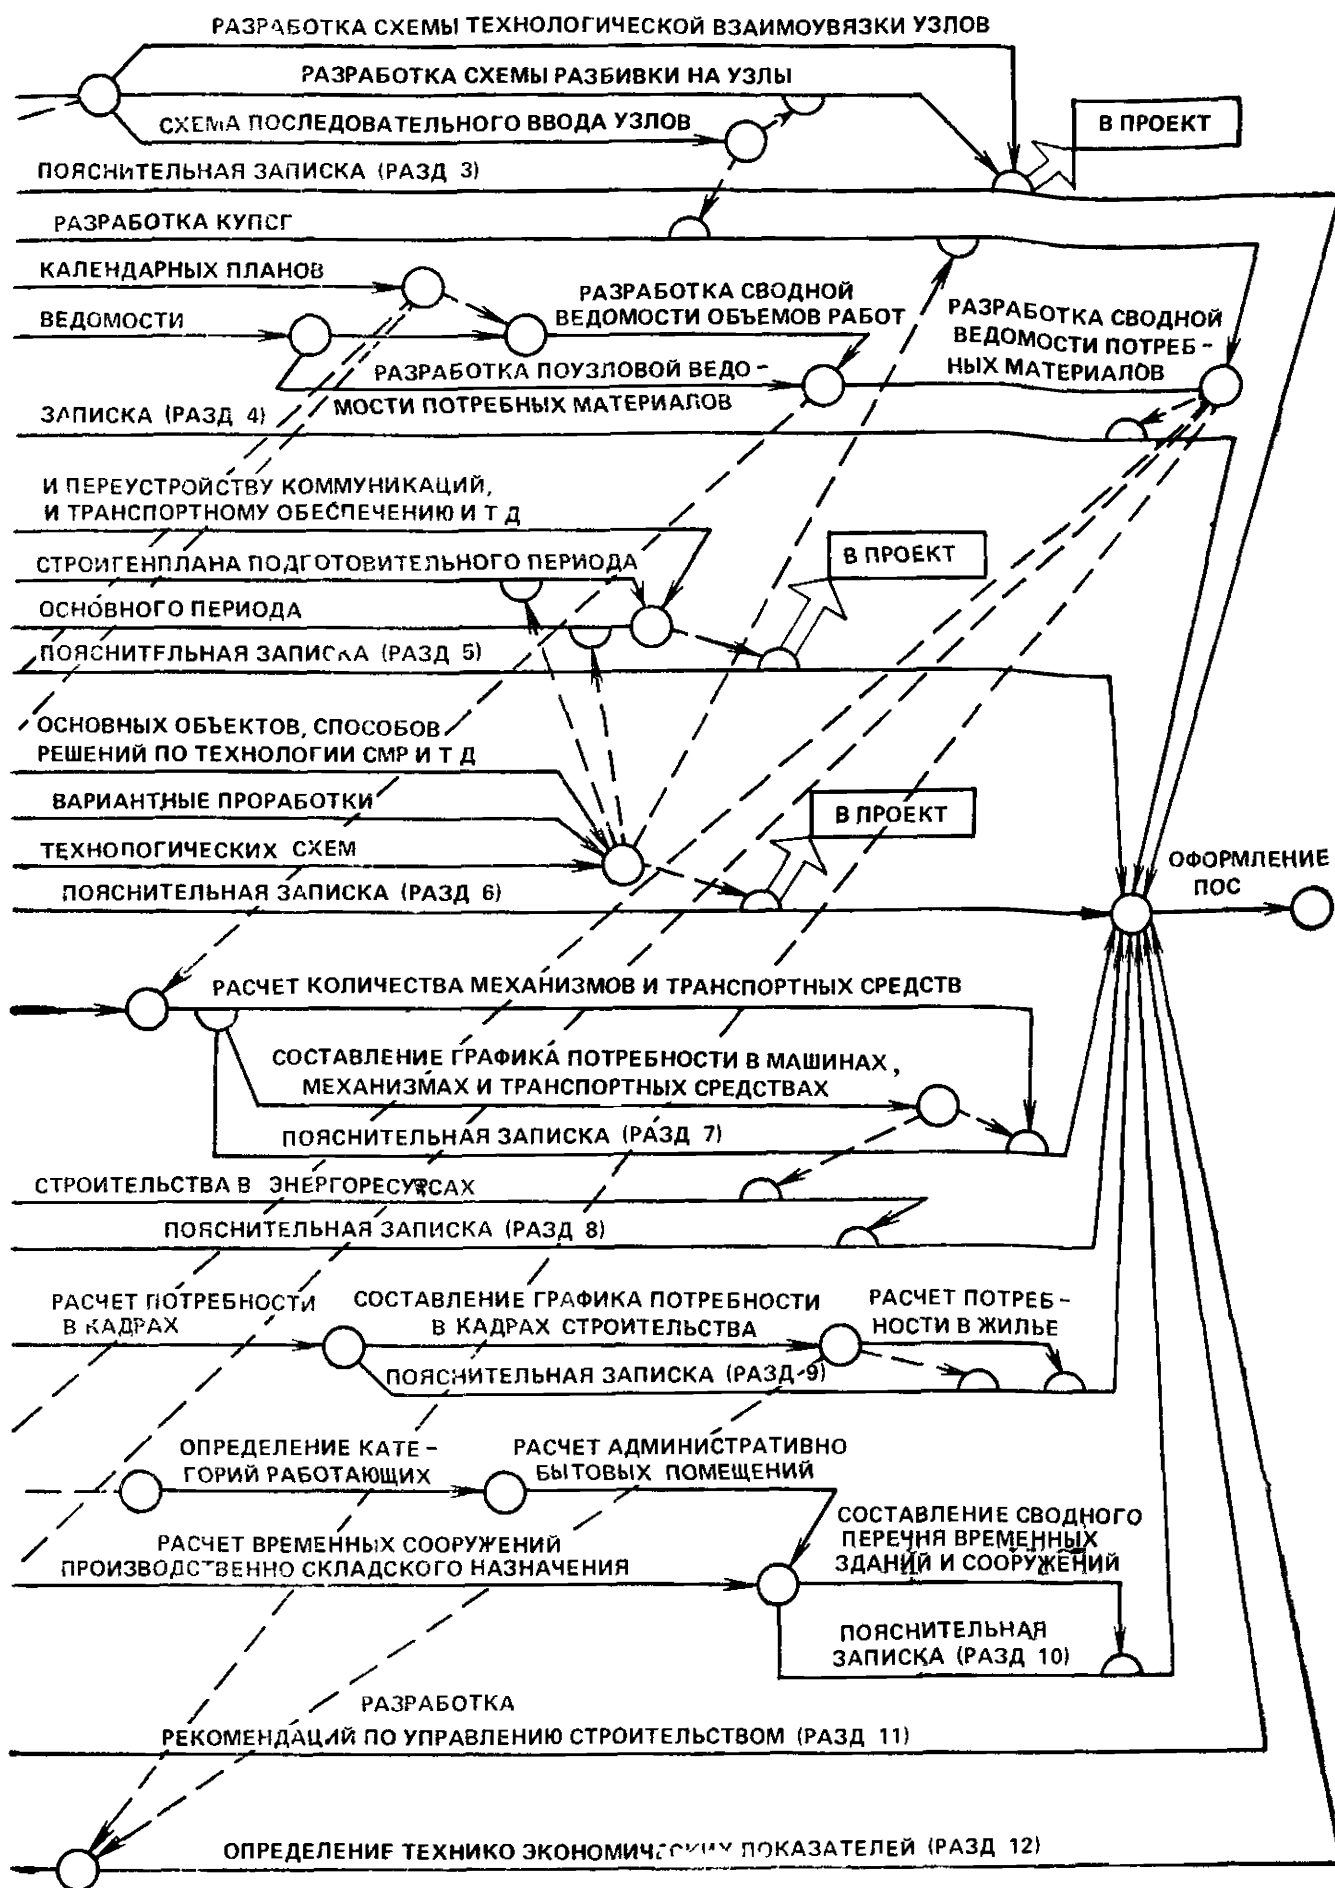 РАЗРАБОТКА СХЕМЫ ТЕХНОЛОГИЧЕСКОЙ ВЗАИМОУВЯЗКИ УЗЛОВ
РАЗРАБОТКА СХЕМЫ РАЗБИВКИ НА УЗЛЫ
СХЕМА ПОСЛЕДОВАТЕЛЬНОГО ВВОДА УЗЛОВ
В ПРОЕКТ
ПОЯСНИТЕЛЬНАЯ ЗАПИСКА (РАЗД 3)
РАЗРАБОТКА КУПСГ
КАЛЕНДАРНЫХ ПЛАНОВ
ВЕДОМОСТИ
РАЗРАБОТКА СВОДНОЙ
ВЕДОМОСТИ ОБЪЕМОВ РАБОТ
РАЗРАБОТКА СВОДНОЙ
ВЕДОМОСТИ ПОТРЕБ-
НЫХ МАТЕРИАЛОВ
РАЗРАБОТКА ПОУЗЛОВОЙ ВЕДО-
МОСТИ ПОТРЕБНЫХ МАТЕРИАЛОВ
ЗАПИСКА (РАЗД 4)
И ПЕРЕУСТРОЙСТВУ КОММУНИКАЦИЙ,
И ТРАНСПОРТНОМУ ОБЕСПЕЧЕНИЮ И Т Д
СТРОИГЕНПЛАНА ПОДГОТОВИТЕЛЬНОГО ПЕРИОДА
В ПРОЕКТ
ОСНОВНОГО ПЕРИОДА
ПОЯСНИТЕЛЬНАЯ ЗАПИСКА (РАЗД 5)
ОСНОВНЫХ ОБЪЕКТОВ, СПОСОБОВ
РЕШЕНИЙ ПО ТЕХНОЛОГИИ СМР И Т Д
ВАРИАНТНЫЕ ПРОРАБОТКИ
В ПРОЕКТ
ТЕХНОПОГИЧЕСКИХ СХЕМ
ПОЯСНИТЕЛЬНАЯ ЗАПИСКА (РАЗД 6)
ОФОРМЛЕНИЕ
ПОС
РАСЧЕТ КОЛИЧЕСТВА МЕХАНИЗМОВ И ТРАНСПОРТНЫХ СРЕДСТВ
СОСТАВЛЕНИЕ ГРАФИКА ПОТРЕБНОСТИ В МАШИНАХ,
МЕХАНИЗМАХ И ТРАНСПОРТНЫХ СРЕДСТВАХ
ПОЯСНИТЕЛЬНАЯ ЗАПИСКА (РАЗД 7)
СТРОИТЕЛЬСТВА В ЭНЕРГОРЕСУРСАХ
ПОЯСНИТЕЛЬНАЯ ЗАПИСКА (РАЗД 8)
РАСЧЕТ ПОТРЕБНОСТИ
В КАДРАХ
СОСТАВЛЕНИЕ ГРАФИКА ПОТРЕБНОСТИ
В КАДРАХ СТРОИТЕЛЬСТВА
РАСЧЕТ ПОТРЕБ-
НОСТИ В ЖИЛЬЕ
ПОЯСНИТЕЛЬНАЯ ЗАПИСКА (РАЗД 9)
ОПРЕДЕЛЕНИЕ КАТЕ-
ГОРИЙ РАБОТАЮЩИХ
РАСЧЕТ АДМИНИСТРАТИВНО
БЫТОВЫХ ПОМЕЩЕНИЙ
РАСЧЕТ ВРЕМЕННЫХ СООРУЖЕНИЙ
ПРОИЗВОДСТВЕННО СКЛАДСКОГО НАЗНАЧЕНИЯ
СОСТАВЛЕНИЕ СВОДНОГО
ПЕРЕЧНЯ ВРЕМЕННЫХ
ЗДАНИЙ И СООРУЖЕНИЙ
ПОЯСНИТЕЛЬНАЯ
ЗАПИСКА (РАЗД 10)
РАЗРАБОТКА
РЕКОМЕНДАЦИЙ ПО УПРАВЛЕНИЮ СТРОИТЕЛЬСТВОМ (РАЗД 11)
ОПРЕДЕЛЕНИЕ ТЕХНИКО ЭКОНОМИЧЕСКИХ ПОКАЗАТЕЛЕЙ (РАЗД 12)